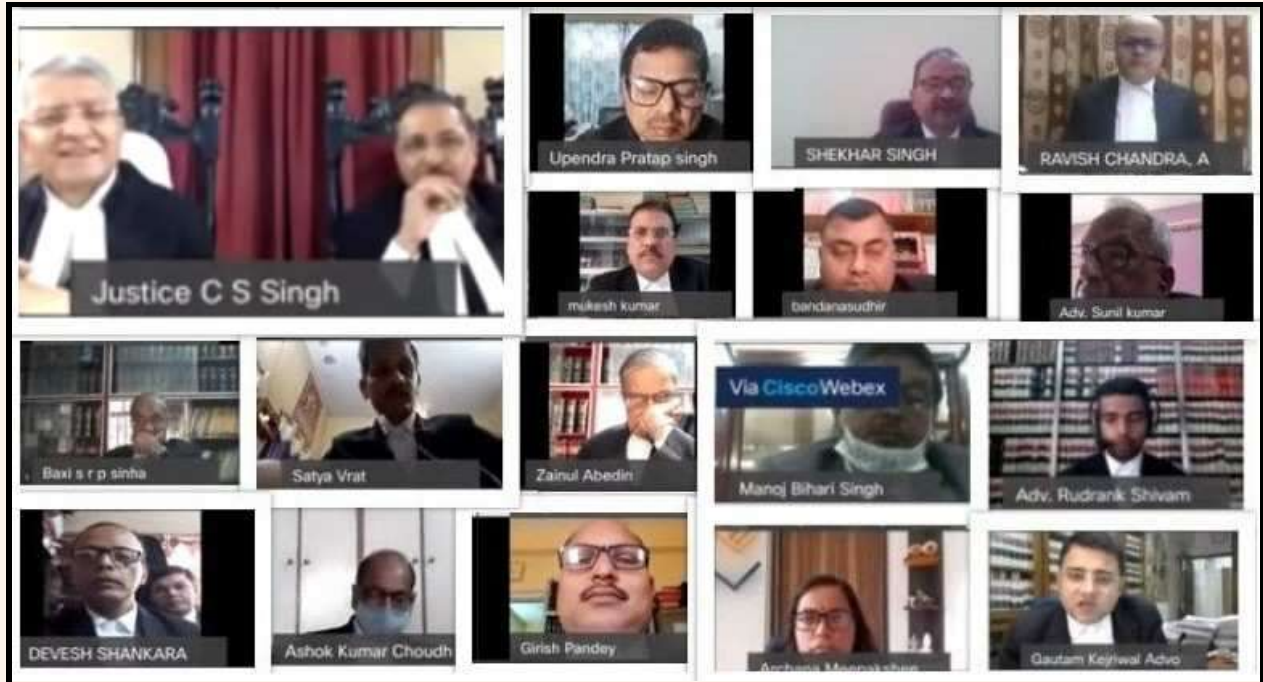 Justice C S Singh
Upendra Pratap singh
SHEKHAR SINGH
RAVISH CHANDRA, A
mukesh kumar
bandanasudhir
Adv. Sunil kumar
Baxi s r p sinha
Satya Vrat
Zainul Abedin
Via CiscoWebex
Manoj Bihari Singh
Adv. Rudrank Shivam
DEVESH SHANKARA
Ashok Kumar Choudh
Girish Pandey
Archana Meenakshee
Gautam Kejriwal Advo